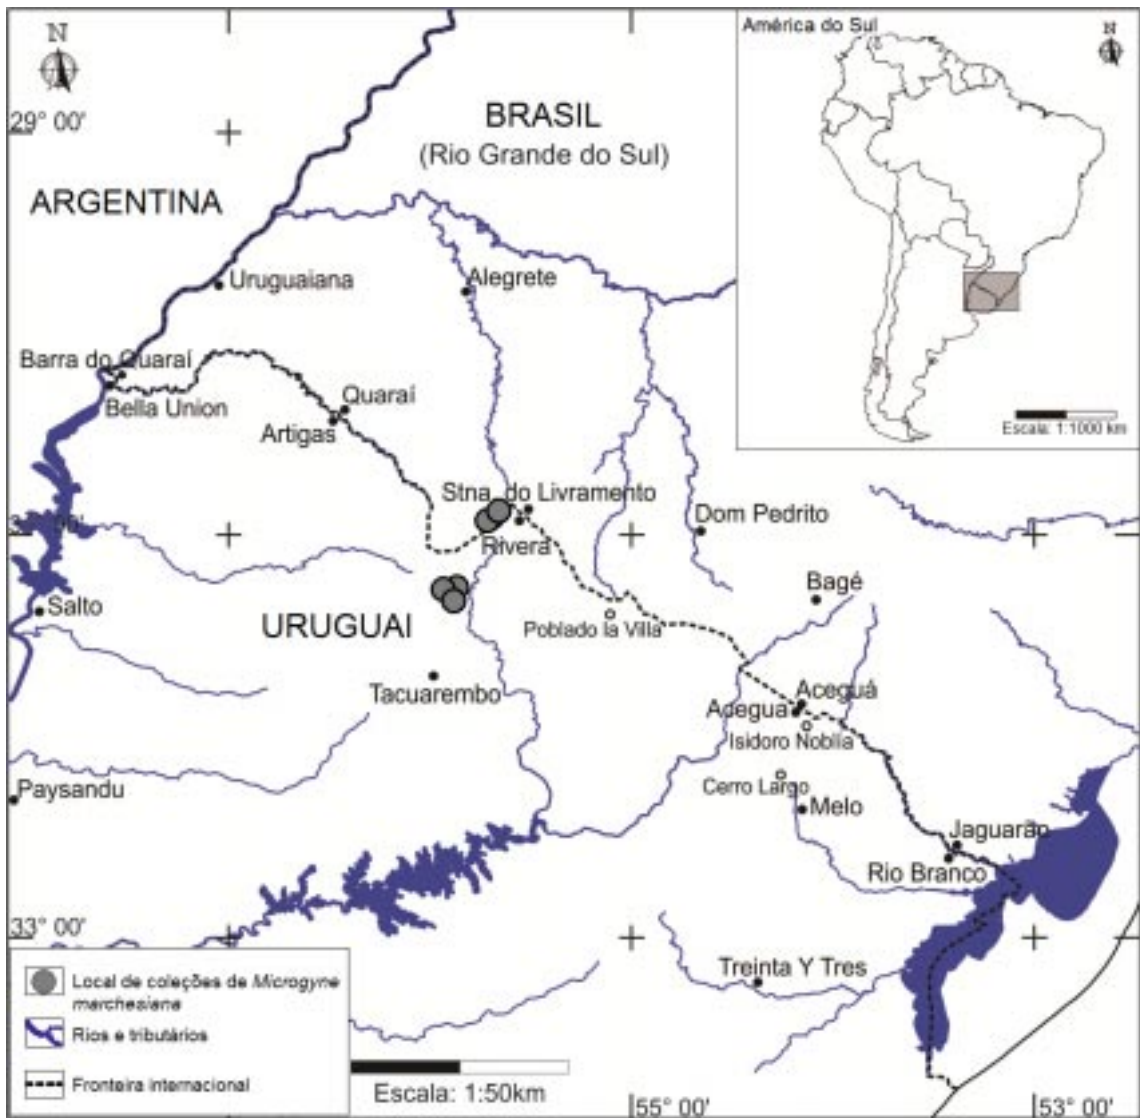 N
América do Sul
N
29° 00'
BRASIL
(Rio Grande do Sul)
ARGENTINA
Uruguaiana
Alegrete
Barra do Quaraí
Bella Union
Quaraí
Artigas
Escala: 1:1000 km
Stna. do Livramento
Dom Pedrito
Rivera
Bagé
Salto
URUGUAI
Poblado la Villa
Tacuarembo
Aceguá
Acegua
Isidoro Noblia
Cerro Largo
Paysandu
Melo
Jaguarão
Rio Branco
33° 00'
Treinta Y Tres
Local de coleções de Microgyne
marchesiana
Rios e tributários
Fronteira internacional
Escala: 1:50km
55° 00'
53° 00'